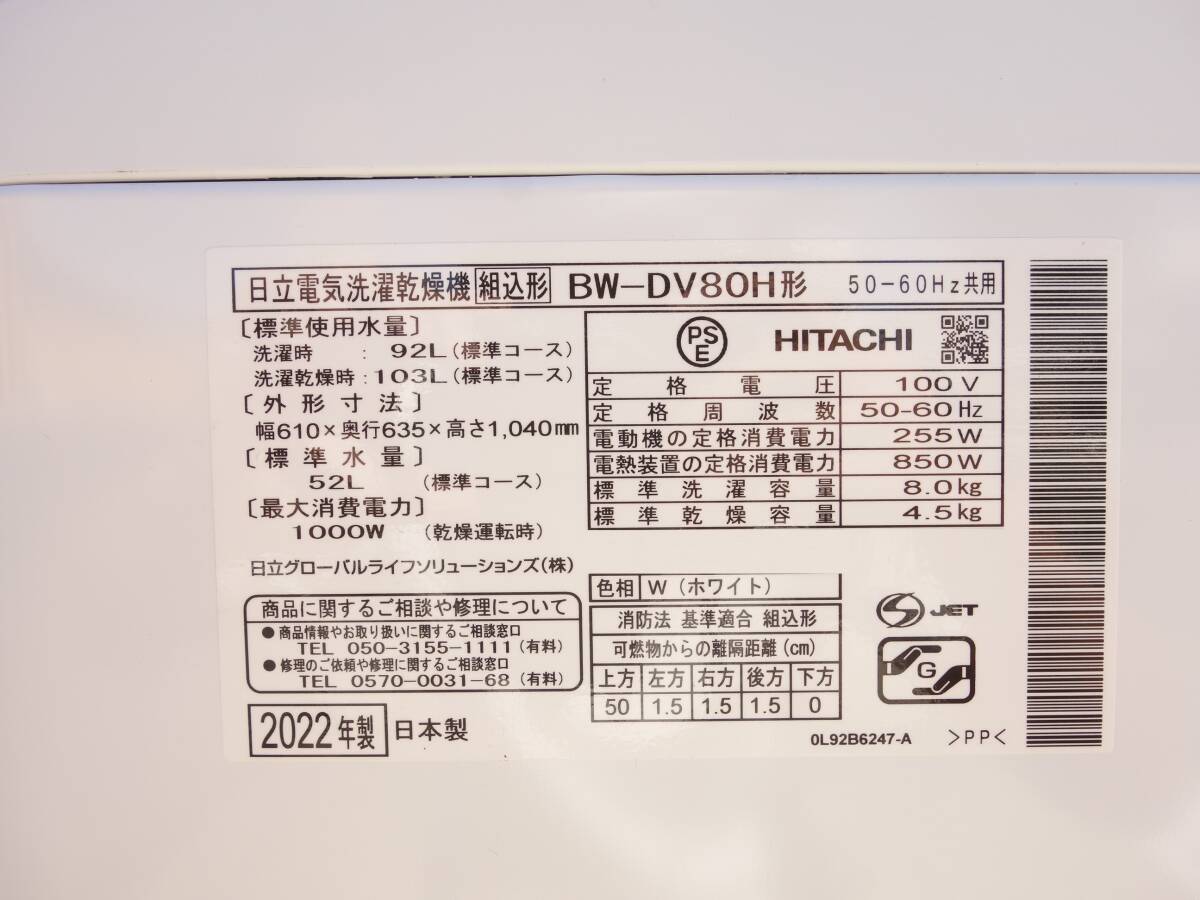 日立電気洗濯乾燥機 組込形 BW-DV80H形 50-60Hz共用
〔標準使用水量〕
洗濯時 : 92L(標準コース)
洗濯乾燥時 : 103L(標準コース)
〔外形寸法〕
幅610×奥行635×高さ1,040mm
〔標準水量〕
52L (標準コース)
〔最大消費電力〕
1000W (乾燥運転時)
日立グローバルライフソリューションズ(株)
商品に関するご相談や修理について
●商品情報やお取り扱いに関するご相談窓口
TEL 050-3155-1111(有料)
●修理のご依頼や修理に関するご相談窓口
TEL 0570-0031-68(有料)
2022年製 日本製
PSE HITACHI
定格電圧 100V
定格周波数 50-60Hz
電動機の定格消費電力 255W
電熱装置の定格消費電力 850W
標準洗濯容量 8.0kg
標準乾燥容量 4.5kg
色相 W(ホワイト)
消防法 基準適合 組込形
可燃物からの離隔距離(cm)
上方 左方 右方 後方 下方
50 1.5 1.5 1.5 0
S JET
G
0L92B6247-A >PP<